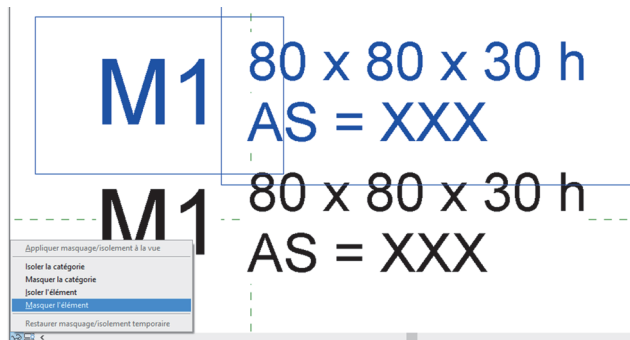 M1
80 x 80 x 30 h
AS = XXX
M1
80 x 80 x 30 h
AS = XXX
Appliquer masquage/isolement à la vue
Isoler la catégorie
Masquer la catégorie
Isoler l'élément
Masquer l'élément
Restaurer masquage/isolement temporaire